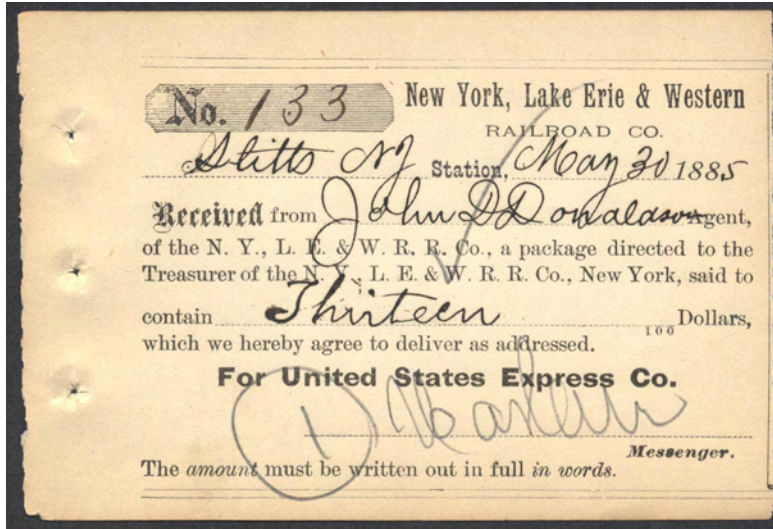 No. 133 New York, Lake Erie & Western
RAILROAD CO.
Stitts NJ Station, May 30 1885
Received from John D Donaldson Agent,
of the N. Y., L. E. & W. R. R. Co., a package directed to the
Treasurer of the N. Y., L. E. & W. R. R. Co., New York, said to
contain Thirteen 100 Dollars,
which we hereby agree to deliver as addressed.
For United States Express Co.
1
Messenger.
The amount must be written out in full in words.